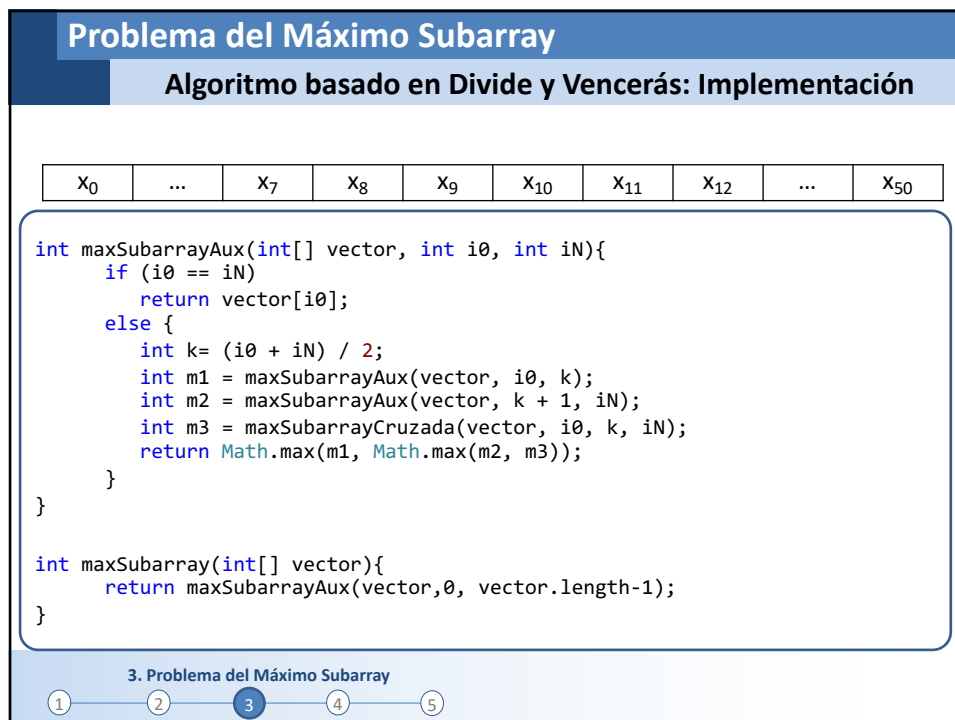 Problema del Máximo Subarray
Algoritmo basado en Divide y Vencerás: Implementación
x0 ... x7 x8 x9 x10 x11 x12 ... x50
int maxSubarrayAux(int[] vector, int i0, int iN){
if (i0 == iN)
return vector[i0];
else {
int k= (i0 + iN) / 2;
int m1 = maxSubarrayAux(vector, i0, k);
int m2 = maxSubarrayAux(vector, k + 1, iN);
int m3 = maxSubarrayCruzada(vector, i0, k, iN);
return Math.max(m1, Math.max(m2, m3));
}
}
int maxSubarray(int[] vector){
return maxSubarrayAux(vector,0, vector.length-1);
}
3. Problema del Máximo Subarray
1 2 3 4 5